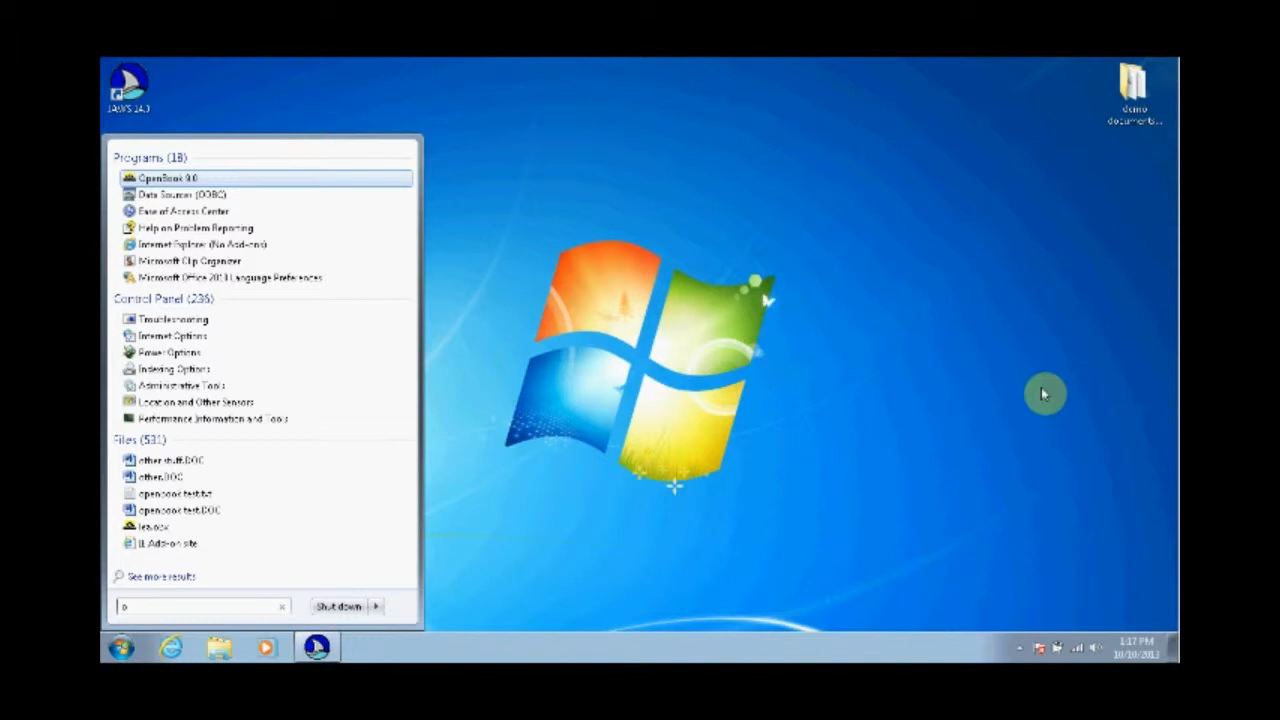 JAWS 14.0
demo
documents...
Programs (18)
OpenBook 9.0
Data Sources (ODBC)
Ease of Access Center
Help on Problem Reporting
Internet Explorer (No Add-ons)
Microsoft Clip Organizer
Microsoft Office 2010 Language Preferences
Control Panel (236)
Troubleshooting
Internet Options
Power Options
Indexing Options
Administrative Tools
Location and Other Sensors
Performance Information and Tools
Files (531)
other stuff.DOC
other.DOC
openbook test.txt
openbook test.DOC
IE Add-on site
See more results
o
Shut down
1:17 PM
10/10/2013